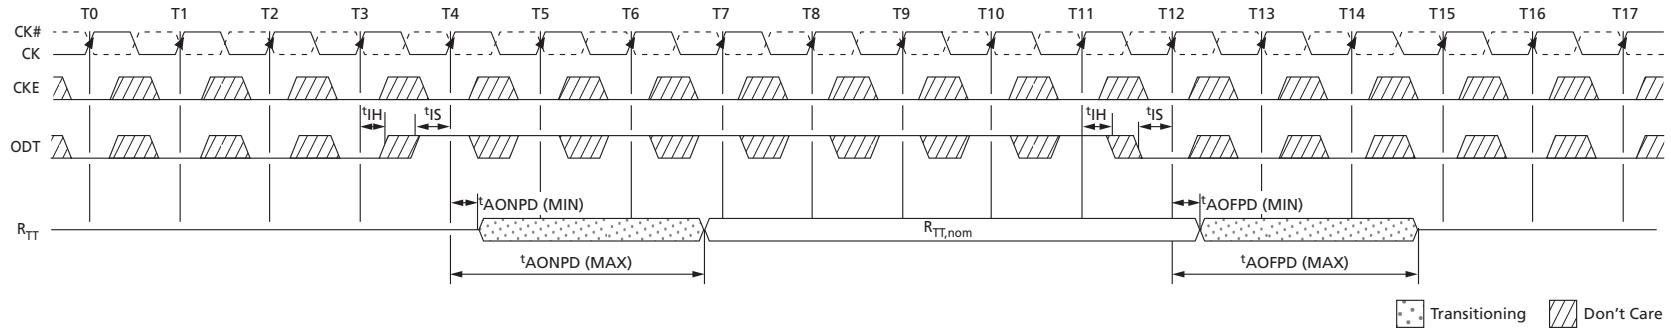 T0 T1 T2 T3 T4 T5 T6 T7 T8 T9 T10 T11 T12 T13 T14 T15 T16 T17
CK#
CK
CKE
tIH tIS tIH tIS
ODT
tAONPD (MIN) tAOFPD (MIN)
RTT RTT,nom
tAONPD (MAX) tAOFPD (MAX)
Transitioning Don't Care